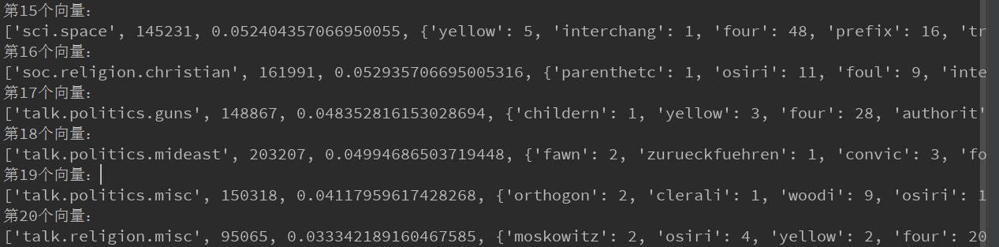 第15个向量:
['sci.space', 145231, 0.052404357066950055, {'yellow': 5, 'interchang': 1, 'four': 48, 'prefix': 16, 'tr
第16个向量:
['soc.religion.christian', 161991, 0.052935706695005316, {'parenthetc': 1, 'osiri': 11, 'foul': 9, 'inte
第17个向量:
['talk.politics.guns', 148867, 0.048352816153028694, {'childern': 1, 'yellow': 3, 'four': 28, 'authorit'
第18个向量:
['talk.politics.mideast', 203207, 0.04994686503719448, {'fawn': 2, 'zurueckfuehren': 1, 'convic': 3, 'fo
第19个向量:
['talk.politics.misc', 150318, 0.04117959617428268, {'orthogon': 2, 'clerali': 1, 'woodi': 9, 'osiri': 1
第20个向量:
['talk.religion.misc', 95065, 0.033342189160467585, {'moskowitz': 2, 'osiri': 4, 'yellow': 2, 'four': 20